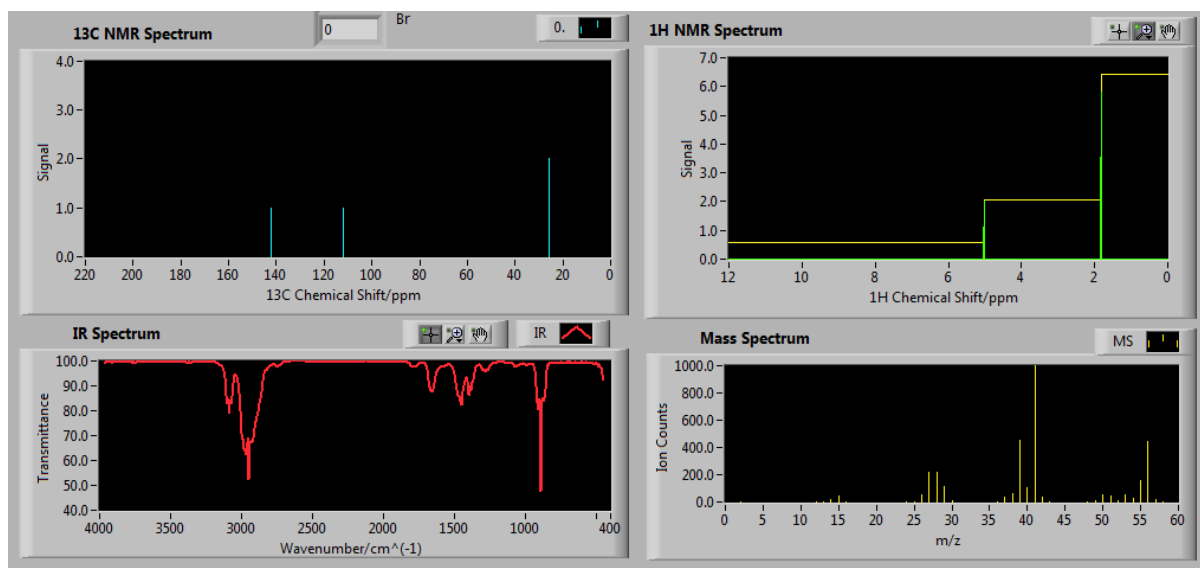 13C NMR Spectrum
0
Br
0.
4.0
3.0
2.0
1.0
0.0
Signal
220 200 180 160 140 120 100 80 60 40 20 0
13C Chemical Shift/ppm
1H NMR Spectrum
7.0
6.0
5.0
4.0
3.0
2.0
1.0
0.0
Signal
12 10 8 6 4 2 0
1H Chemical Shift/ppm
IR Spectrum
IR
100.0
90.0
80.0
70.0
60.0
50.0
40.0
Transmittance
4000 3500 3000 2500 2000 1500 1000 400
Wavenumber/cm^(-1)
Mass Spectrum
MS
1000.0
800.0
600.0
400.0
200.0
0.0
Ion Counts
0 5 10 15 20 25 30 35 40 45 50 55 60
m/z